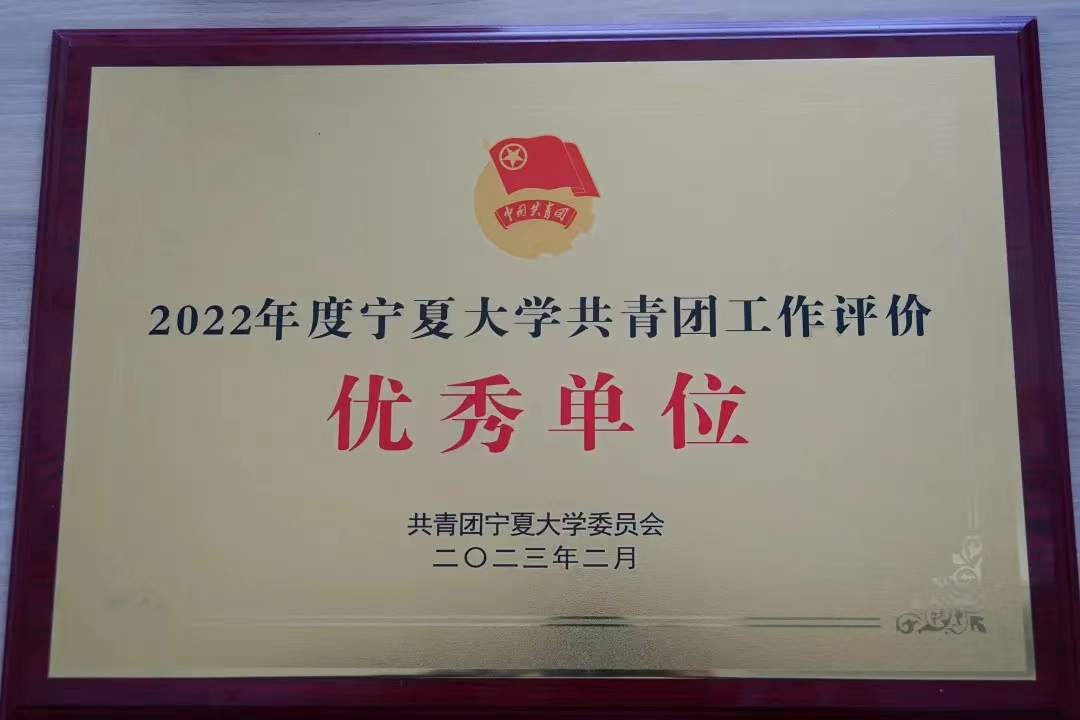 中国共青团
2022年度宁夏大学共青团工作评价
优秀单位
共青团宁夏大学委员会
二〇二三年二月